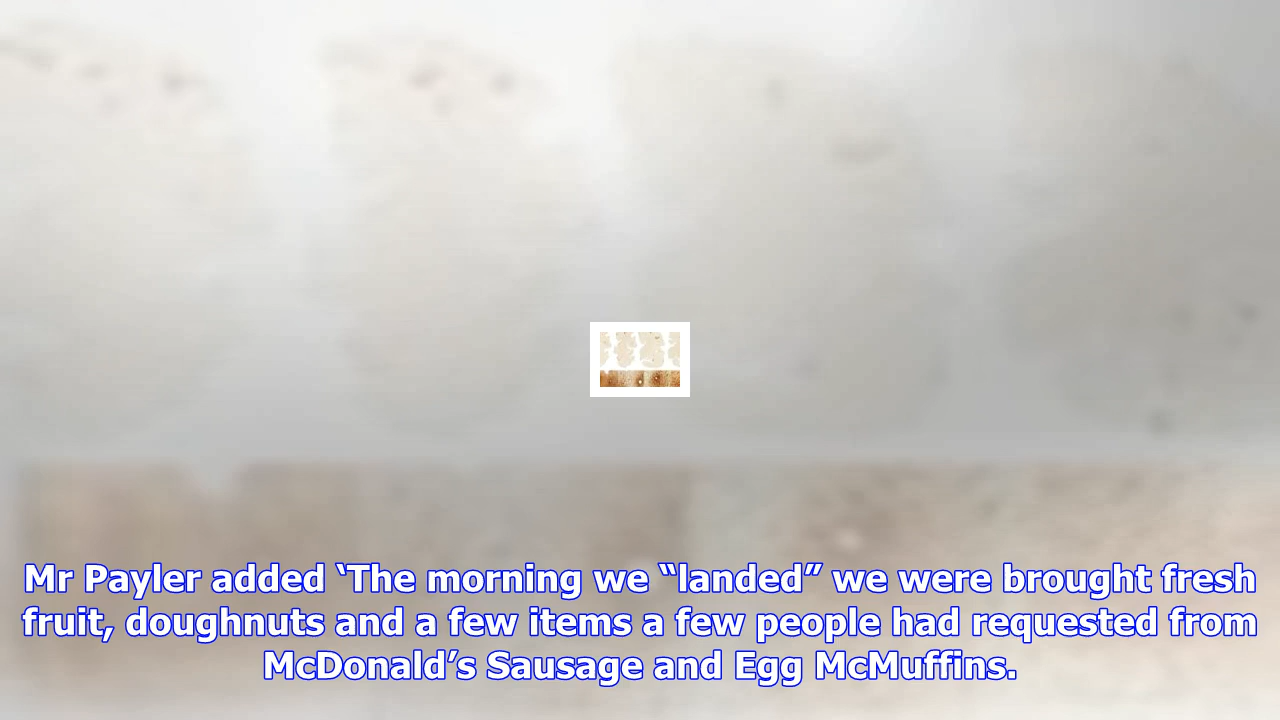 Mr Payler added ‘The morning we “landed” we were brought fresh
fruit, doughnuts and a few items a few people had requested from
McDonald’s Sausage and Egg McMuffins.